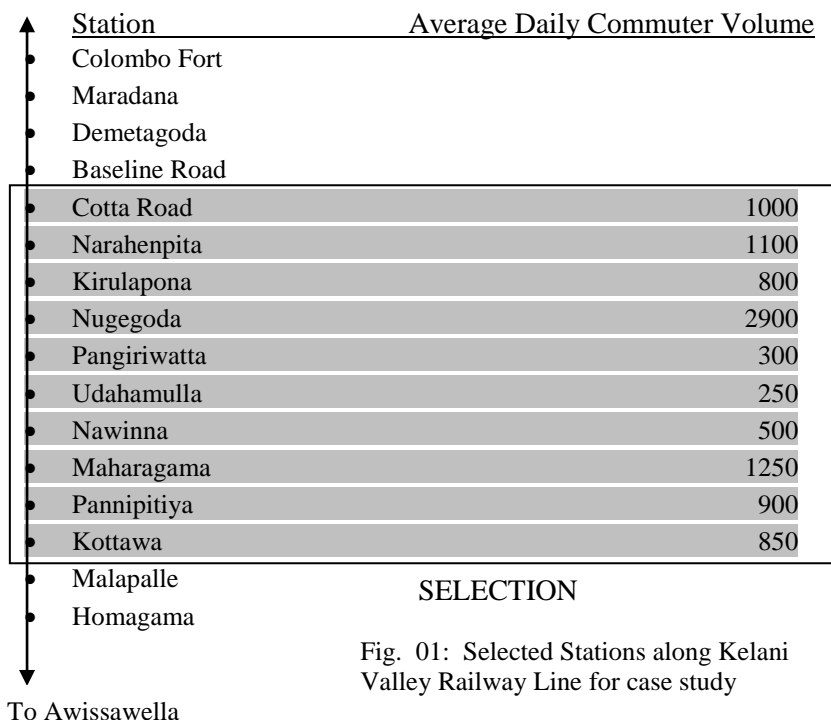 Station Average Daily Commuter Volume
• Colombo Fort
• Maradana
• Demetagoda
• Baseline Road
• Cotta Road 1000
• Narahenpita 1100
• Kirulapona 800
• Nugegoda 2900
• Pangiriwatta 300
• Udahamulla 250
• Nawinna 500
• Maharagama 1250
• Pannipitiya 900
• Kottawa 850
• Malapalle
• Homagama
SELECTION
Fig. 01: Selected Stations along Kelani
Valley Railway Line for case study
To Awissawella